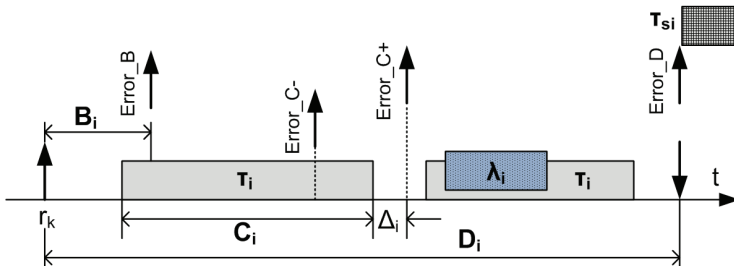 τsi
Error_B
Error_C-
Error_C+
Error_D
Bi
τi
λi
τi
t
rk
Ci
Δi
Di